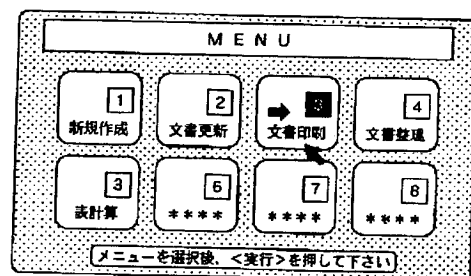 MENU
1 2 3 4
新規作成 文書更新 文書印刷 文書整理
3 6 7 8
表計算 **** **** ****
メニューを選択後、<実行>を押して下さい